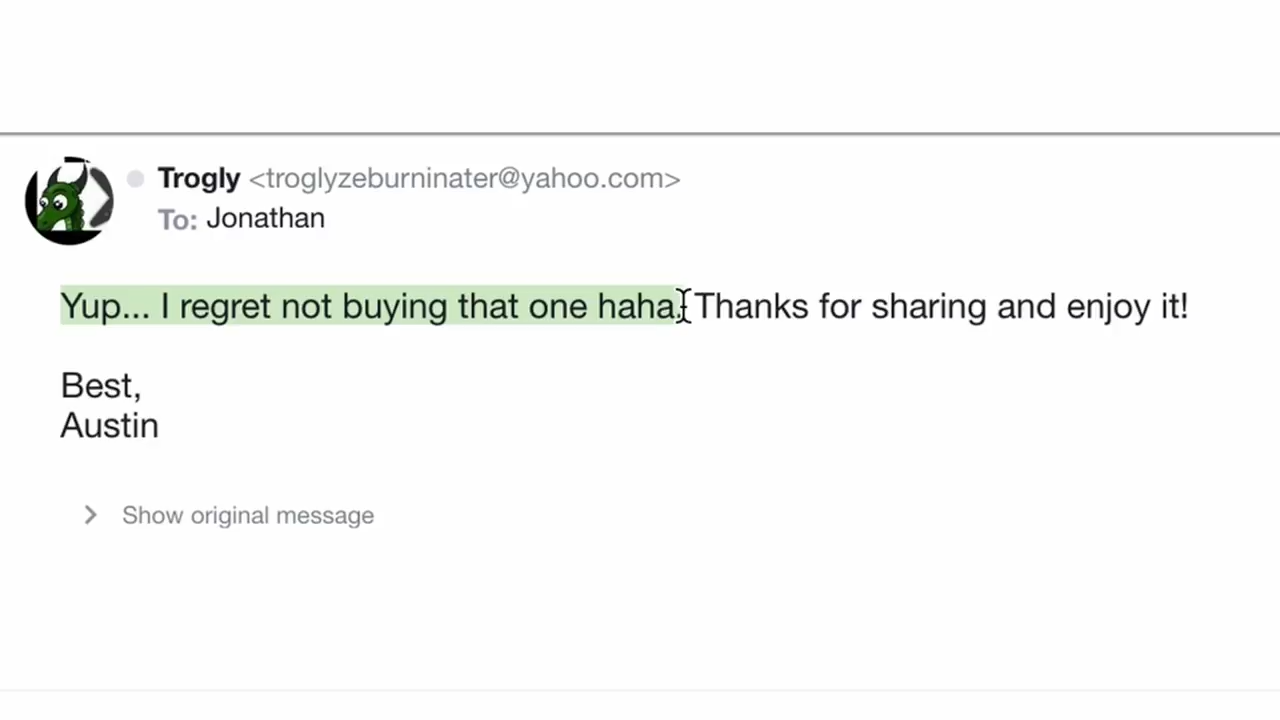 Trogly <troglyzeburninater@yahoo.com>
To: Jonathan
Yup... I regret not buying that one haha. Thanks for sharing and enjoy it!
Best,
Austin
Show original message